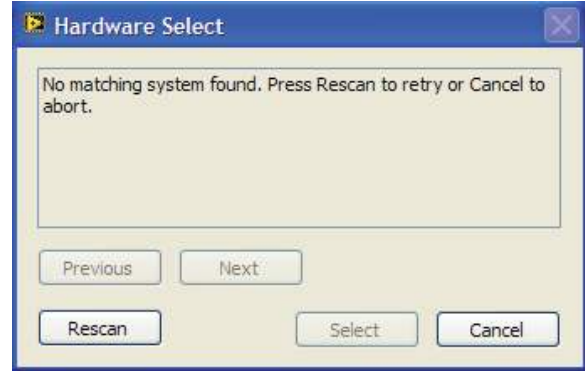 Hardware Select
No matching system found. Press Rescan to retry or Cancel to
abort.
Previous Next
Rescan Select Cancel